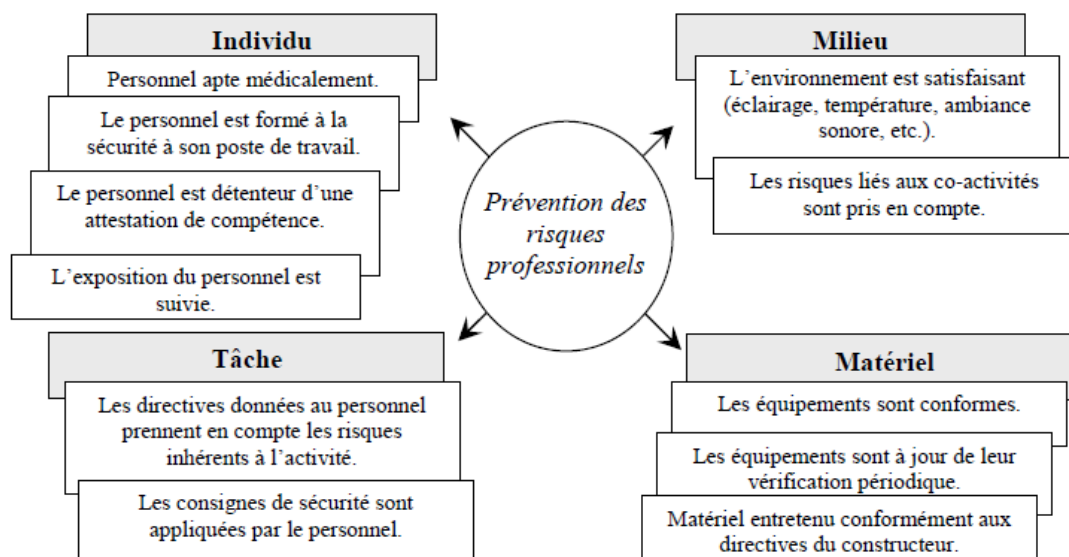 Individu
Personnel apte médicalement.
Le personnel est formé à la
sécurité à son poste de travail.
Le personnel est détenteur d’une
attestation de compétence.
L’exposition du personnel est
suivie.
Milieu
L’environnement est satisfaisant
(éclairage, température, ambiance
sonore, etc.).
Les risques liés aux co-activités
sont pris en compte.
Prévention des
risques
professionnels
Tâche
Les directives données au personnel
prennent en compte les risques
inhérents à l’activité.
Les consignes de sécurité sont
appliquées par le personnel.
Matériel
Les équipements sont conformes.
Les équipements sont à jour de leur
vérification périodique.
Matériel entretenu conformément aux
directives du constructeur.